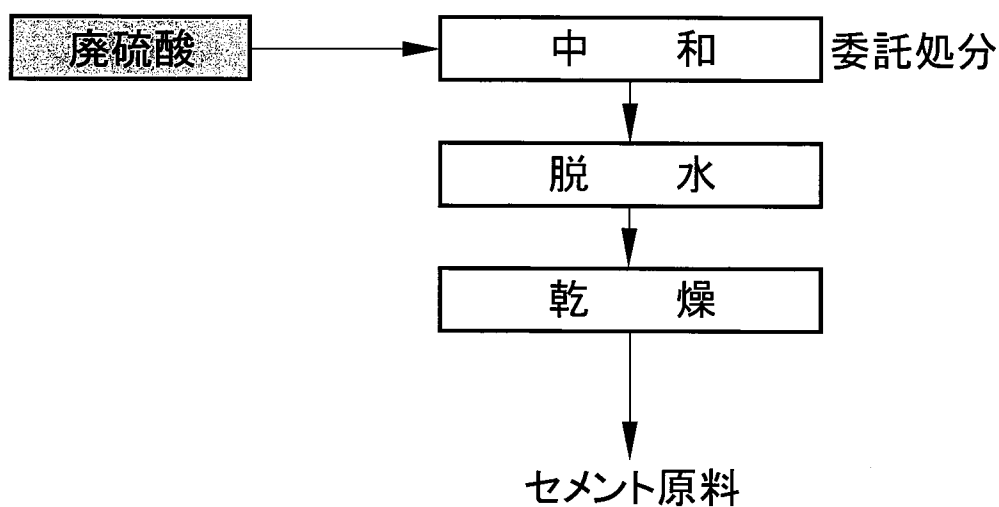 廃硫酸
中 和
委託処分
脱 水
乾 燥
セメント原料